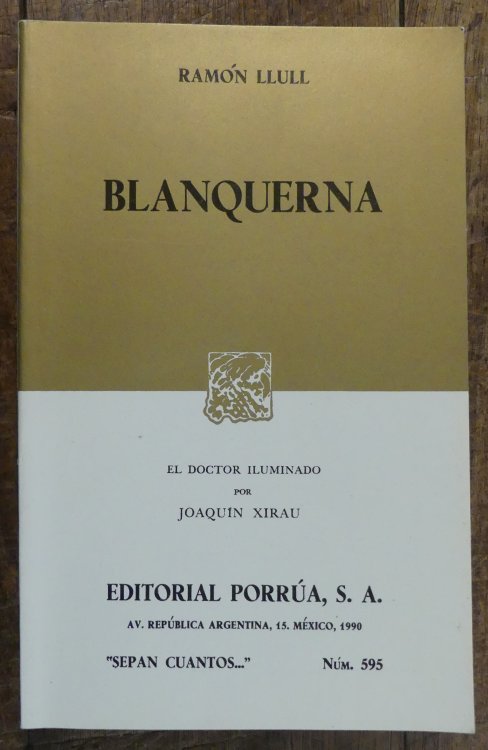 RAMÓN LLULL
BLANQUERNA
EL DOCTOR ILUMINADO
POR
JOAQUÍN XIRAU
EDITORIAL PORRÚA, S. A.
AV. REPÚBLICA ARGENTINA, 15. MÉXICO, 1990
"SEPAN CUANTOS..." NÚM. 595